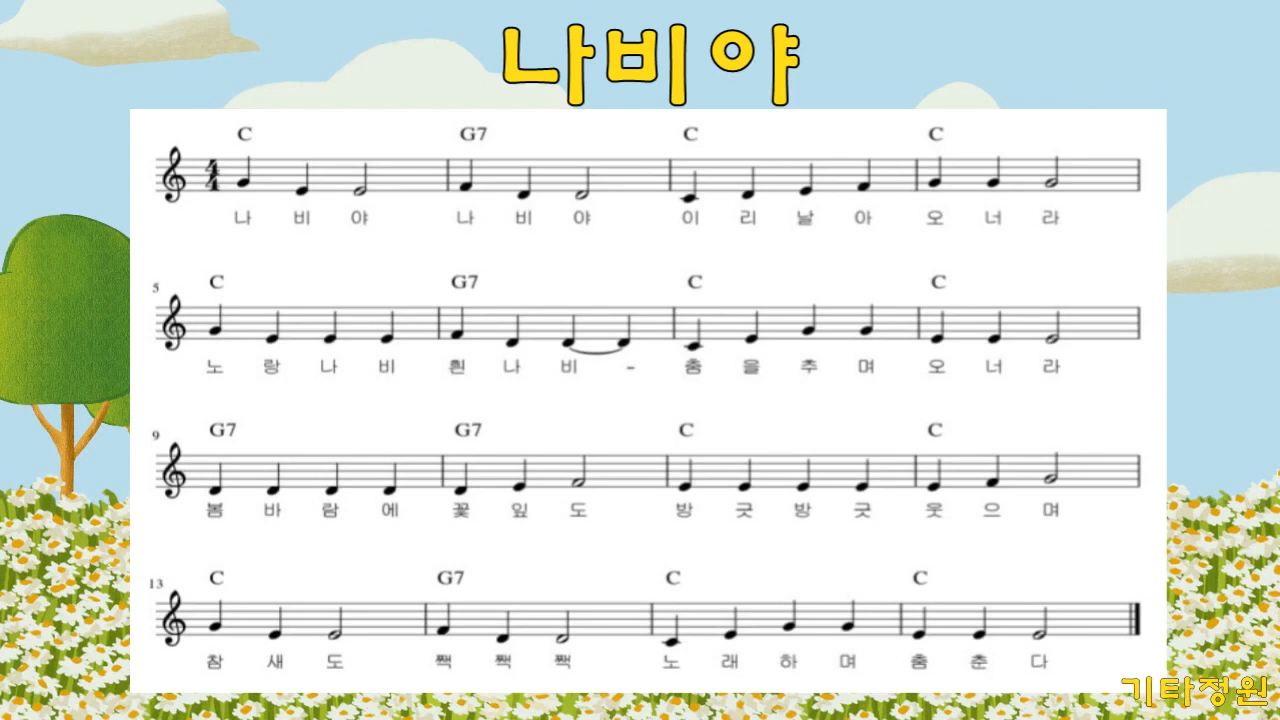 나비야
C G7 C C
4/4
나 비 야 나 비 야 이 리 날 아 오 너 라
C G7 C C
5
노 랑 나 비 흰 나 비 - 춤 을 추 며 오 너 라
G7 G7 C C
9
봄 바 람 에 꽃 잎 도 방 긋 방 긋 웃 으 며
C G7 C C
13
참 새 도 짹 짹 짹 노 래 하 며 춤 춘 다
기타정원